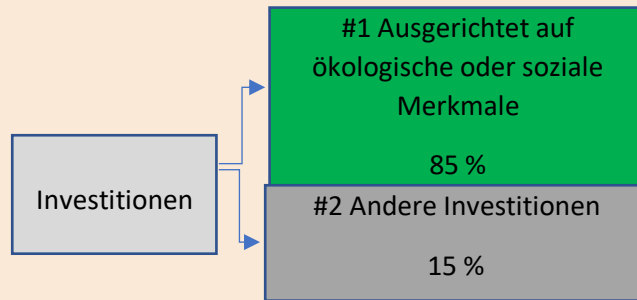 #1 Ausgerichtet auf
ökologische oder soziale
Merkmale
85 %
Investitionen
#2 Andere Investitionen
15 %